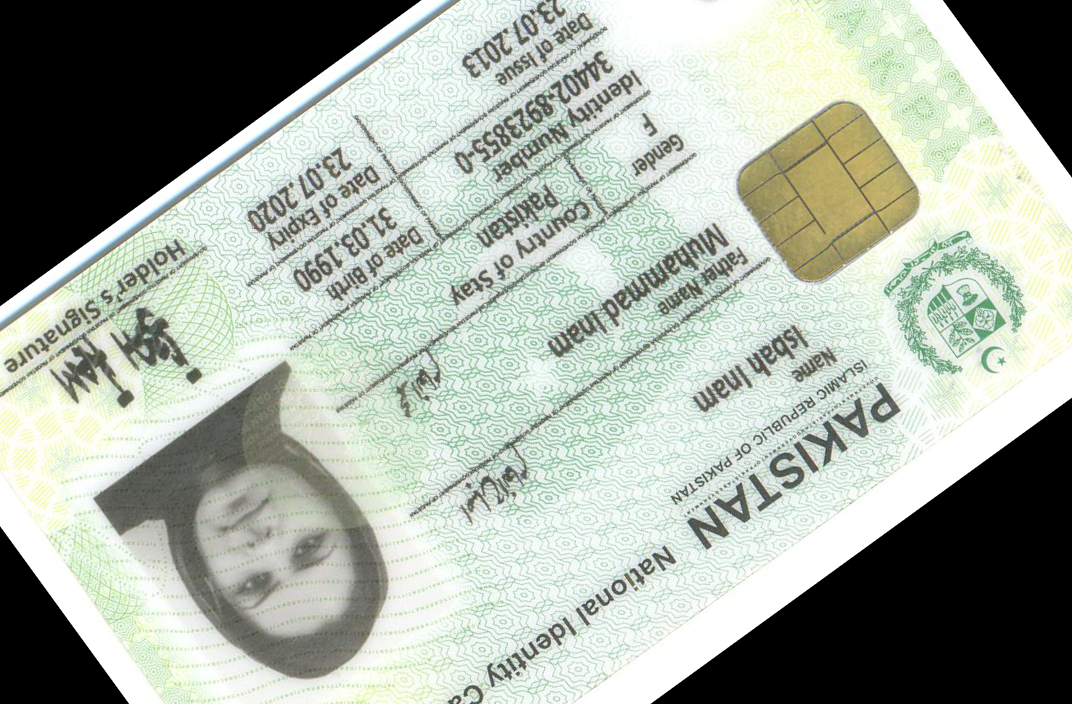 PAKISTAN National Identity Ca
ISLAMIC REPUBLIC OF PAKISTAN
Name
Isbah Inam
Father Name
Muhammad Inam
Gender
F
Country of Stay
Pakistan
Identity Number
34402-8923855-0
Date of Birth
31.03.1990
Date of Issue
23.07.2013
Date of Expiry
23.07.2020
Holder's Signature